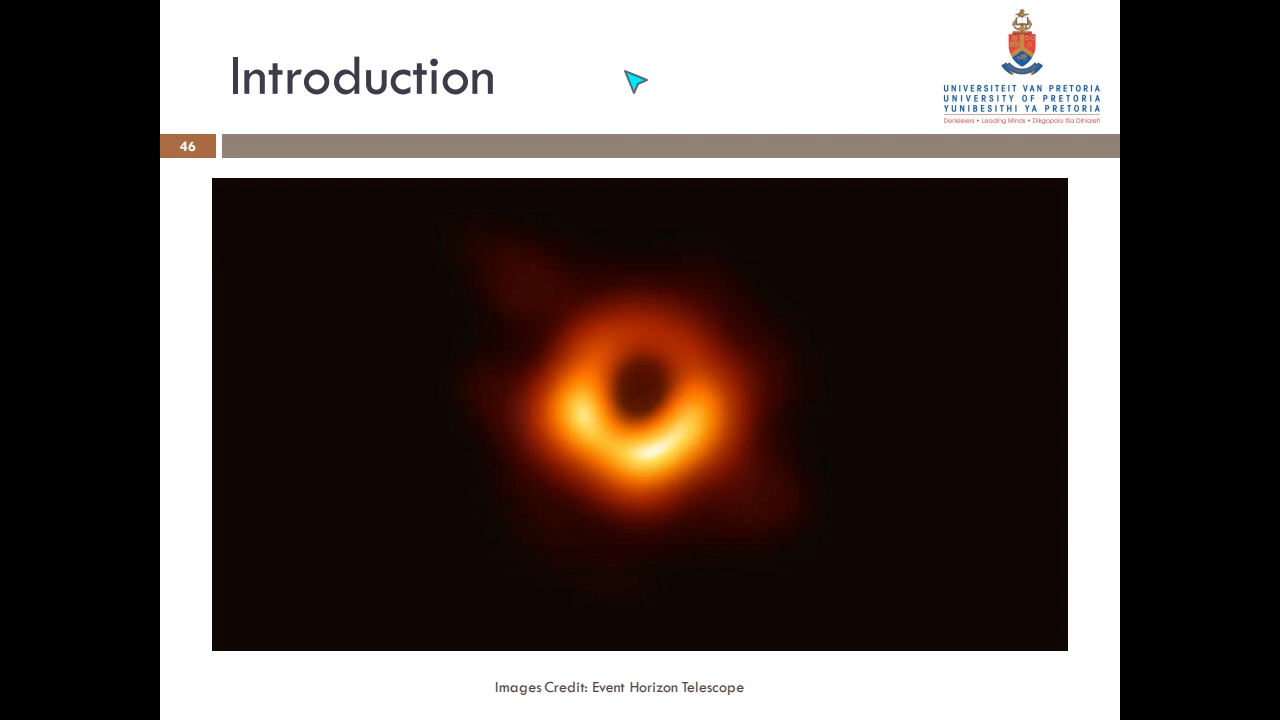 Introduction
UNIVERSITEIT VAN PRETORIA
UNIVERSITY OF PRETORIA
YUNIBESITHI YA PRETORIA
Denkleiers • Leading Minds • Dikgopolo tša Dihlalefi
46
Images Credit: Event Horizon Telescope